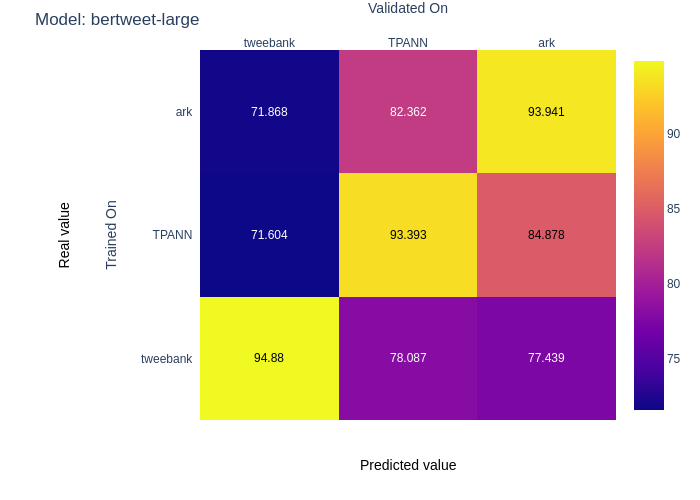 Model: bertweet-large
Validated On
tweebank TPANN ark
ark 71.868 82.362 93.941
TPANN 71.604 93.393 84.878
tweebank 94.88 78.087 77.439
Real value
Trained On
Predicted value
90
85
80
75